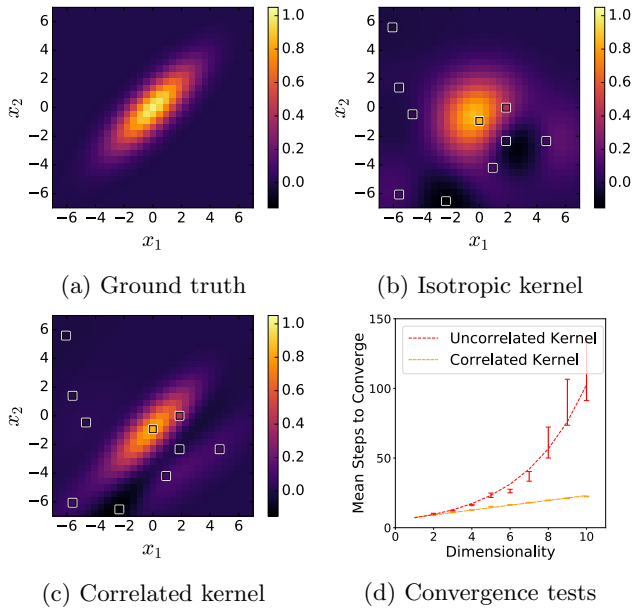 6
4
2
0
−2
−4
−6
x₂
−6 −4 −2 0 2 4 6
x₁
1.0
0.8
0.6
0.4
0.2
0.0
(a) Ground truth
6
4
2
0
−2
−4
−6
x₂
−6 −4 −2 0 2 4 6
x₁
1.0
0.8
0.6
0.4
0.2
0.0
(b) Isotropic kernel
6
4
2
0
−2
−4
−6
x₂
−6 −4 −2 0 2 4 6
x₁
1.0
0.8
0.6
0.4
0.2
0.0
(c) Correlated kernel
150
100
50
0
Mean Steps to Converge
Uncorrelated Kernel
Correlated Kernel
0 2 4 6 8 10
Dimensionality
(d) Convergence tests